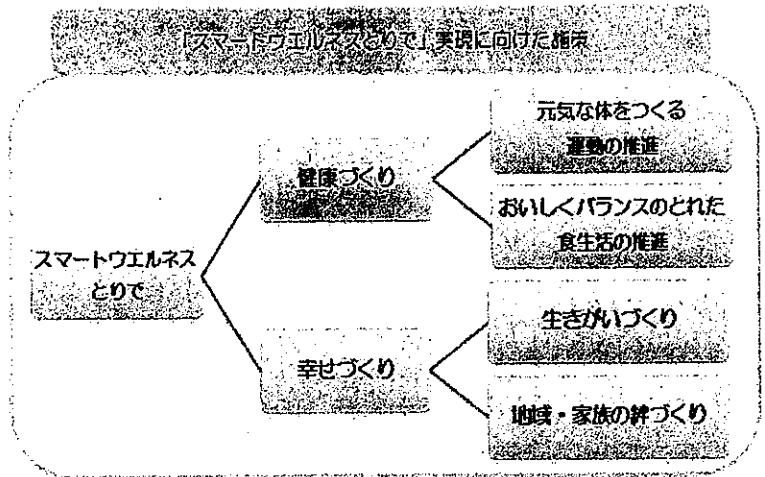 「スマートウエルネスとりで」実現に向けた施策
元気な体をつくる
運動の推進
健康づくり
おいしくバランスのとれた
食生活の推進
スマートウエルネス
とりで
生きがいづくり
幸せづくり
地域・家族の絆づくり